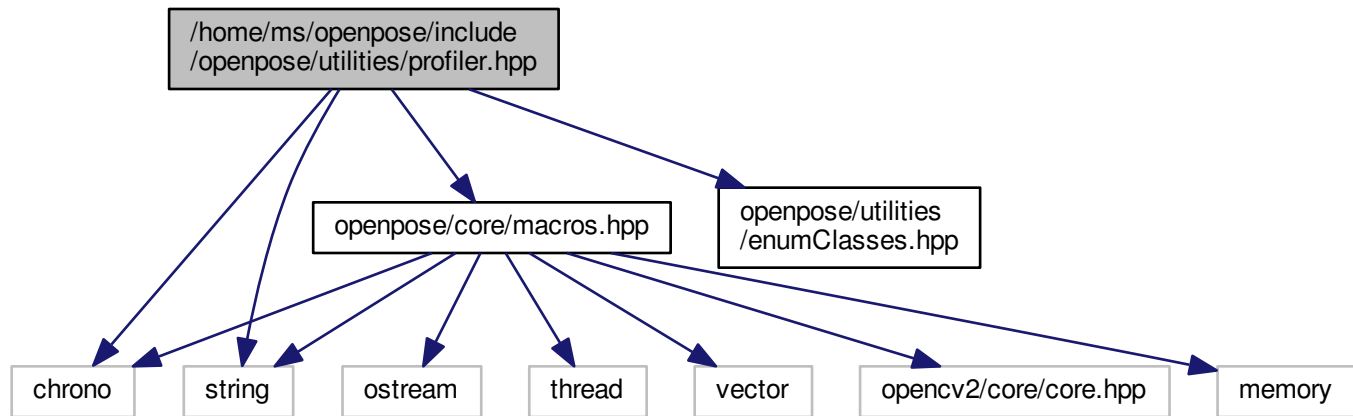 /home/ms/openpose/include
/openpose/utilities/profiler.hpp
openpose/core/macros.hpp
openpose/utilities
/enumClasses.hpp
chrono
string
ostream
thread
vector
opencv2/core/core.hpp
memory